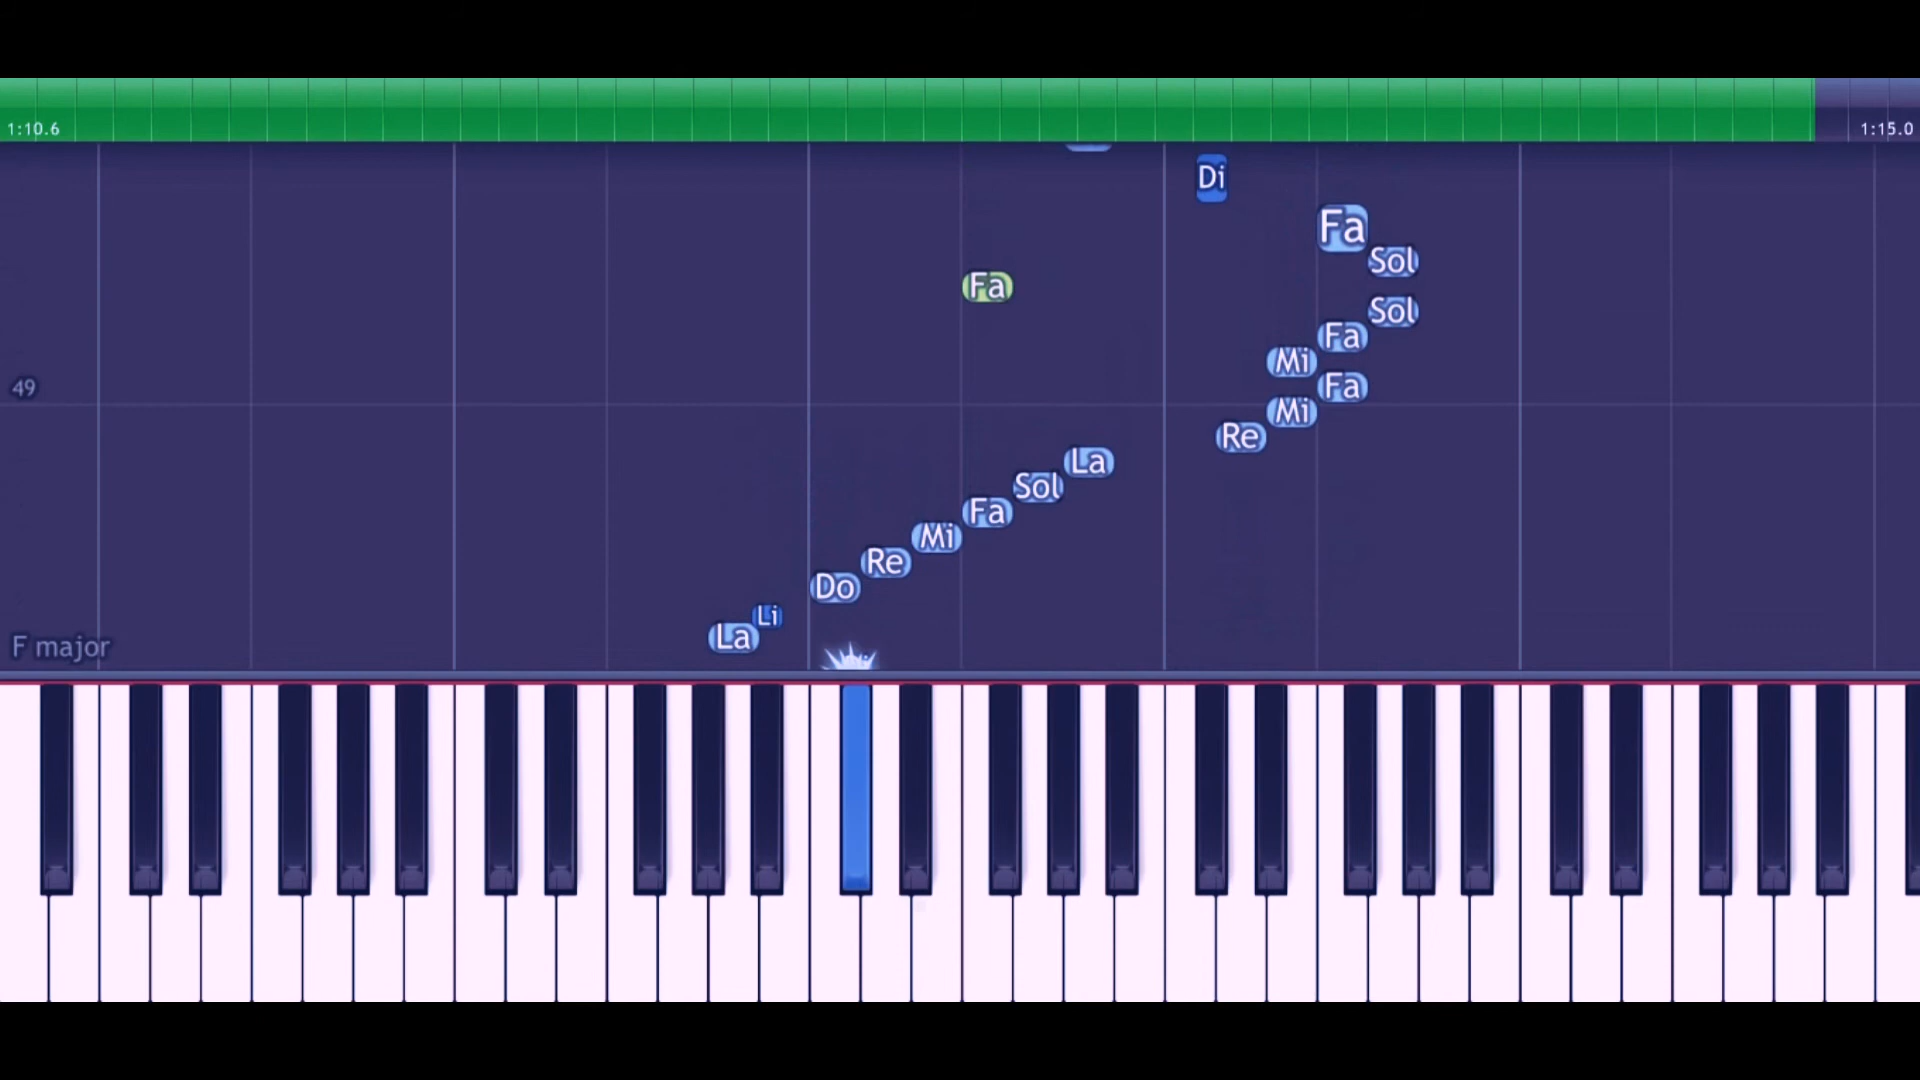 1:10.6
1:15.0
Di
Fa
Sol
Fa
Sol
Fa
Mi
49
Fa
Mi
Re
La
Sol
Fa
Mi
Re
Do
Li
La
F major